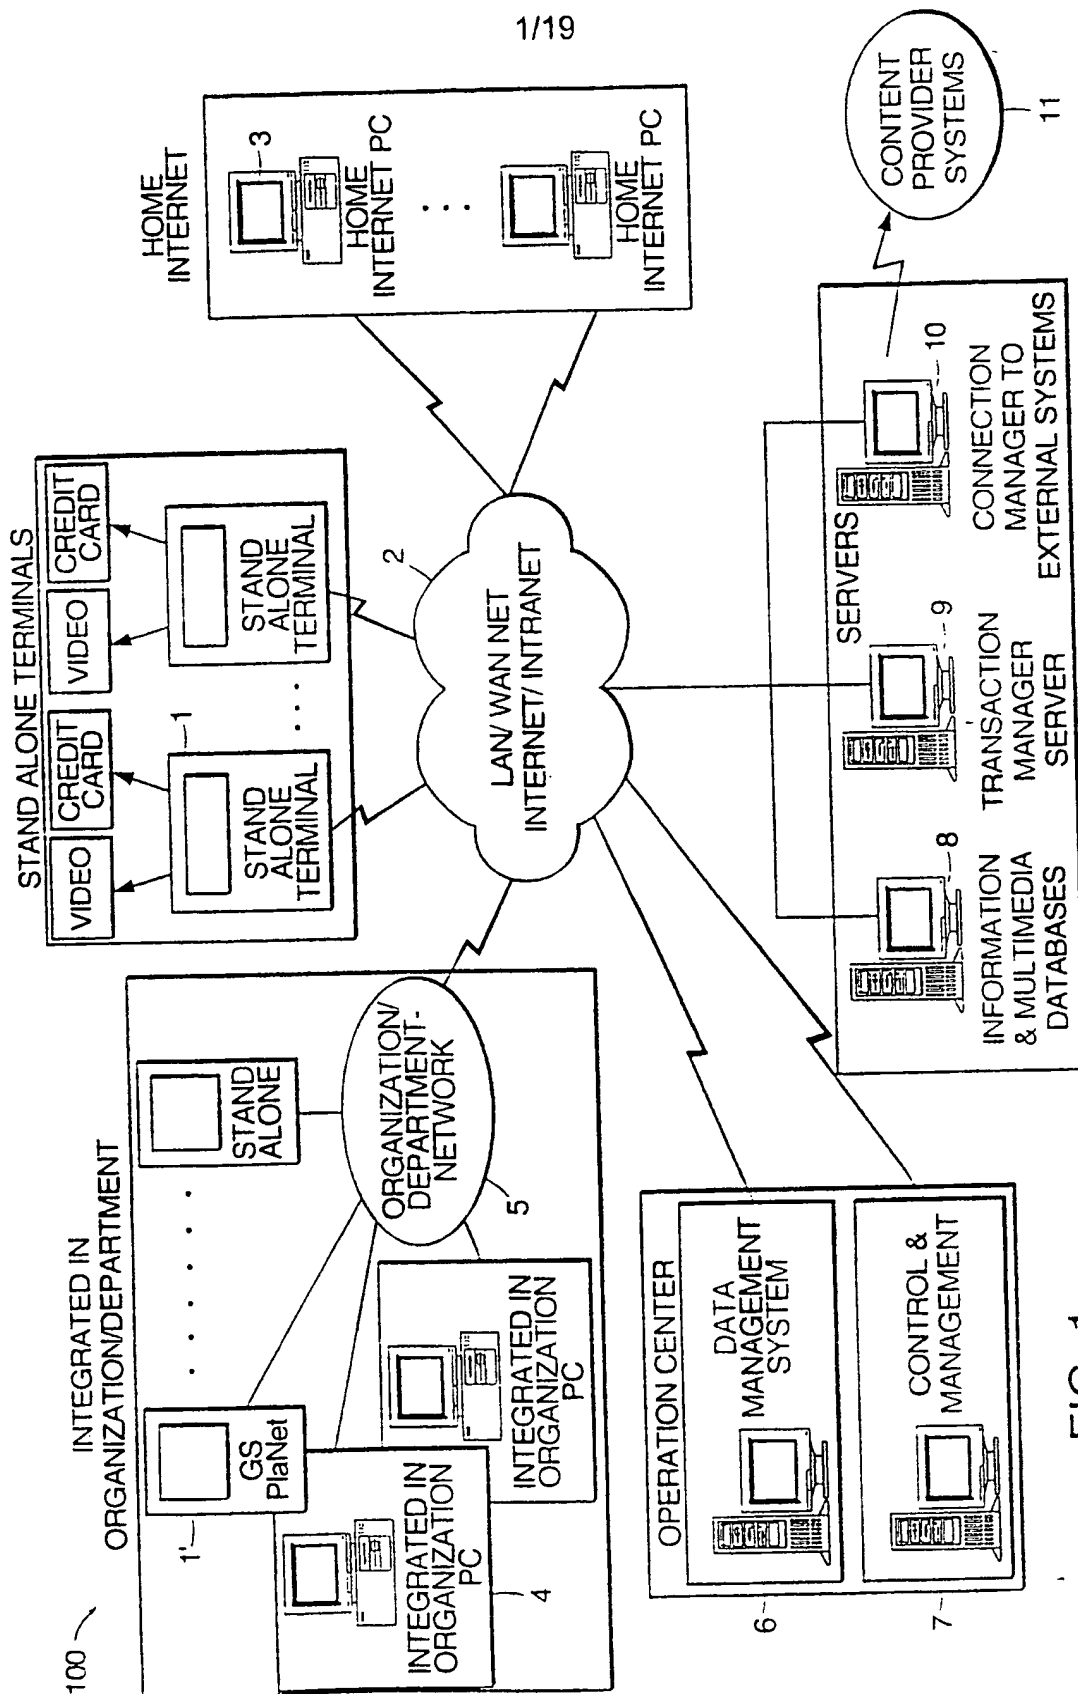 1/19
100
INTEGRATED IN
ORGANIZATION/DEPARTMENT
1'
GS
PlaNet
STAND
ALONE
INTEGRATED IN
ORGANIZATION
PC
4
INTEGRATED IN
ORGANIZATION
PC
ORGANIZATION/
DEPARTMENT-
NETWORK
5
STAND ALONE TERMINALS
VIDEO
CREDIT
CARD
VIDEO
CREDIT
CARD
1
STAND
ALONE
TERMINAL
STAND
ALONE
TERMINAL
HOME
INTERNET
3
HOME
INTERNET PC
HOME
INTERNET PC
2
LAN/WAN NET
INTERNET/INTRANET
OPERATION CENTER
6
DATA
MANAGEMENT
SYSTEM
7
CONTROL &
MANAGEMENT
SERVERS
8
INFORMATION
& MULTIMEDIA
DATABASES
9
TRANSACTION
MANAGER
SERVER
10
CONNECTION
MANAGER TO
EXTERNAL SYSTEMS
CONTENT
PROVIDER
SYSTEMS
11
FIG. 1